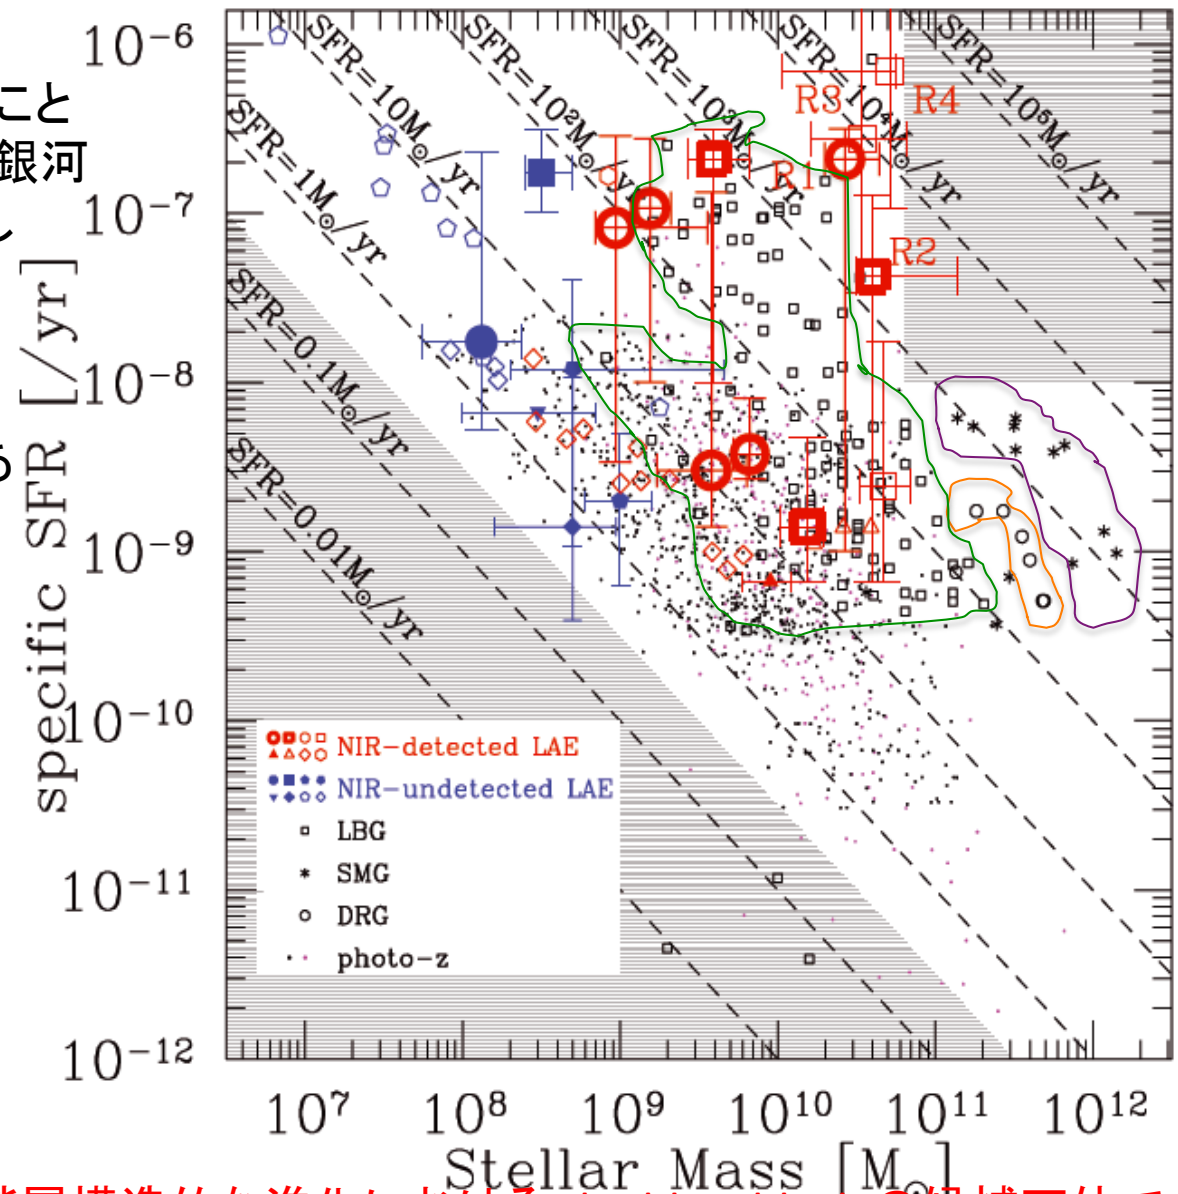 こと
銀河
specific SFR [/yr]
10⁻⁶
10⁻⁷
10⁻⁸
10⁻⁹
10⁻¹⁰
10⁻¹¹
10⁻¹²
SFR=10M⊙/yr
SFR=10²M⊙/yr
SFR=10³M⊙/yr
SFR=10⁴M⊙/yr
SFR=10⁵M⊙/yr
SFR=1M⊙/yr
SFR=0.1M⊙/yr
SFR=0.01M⊙/yr
R3
R4
R1
R2
NIR-detected LAE
NIR-undetected LAE
LBG
SMG
DRG
photo-z
10⁷
10⁸
10⁹
10¹⁰
10¹¹
10¹²
Stellar Mass [M⊙]